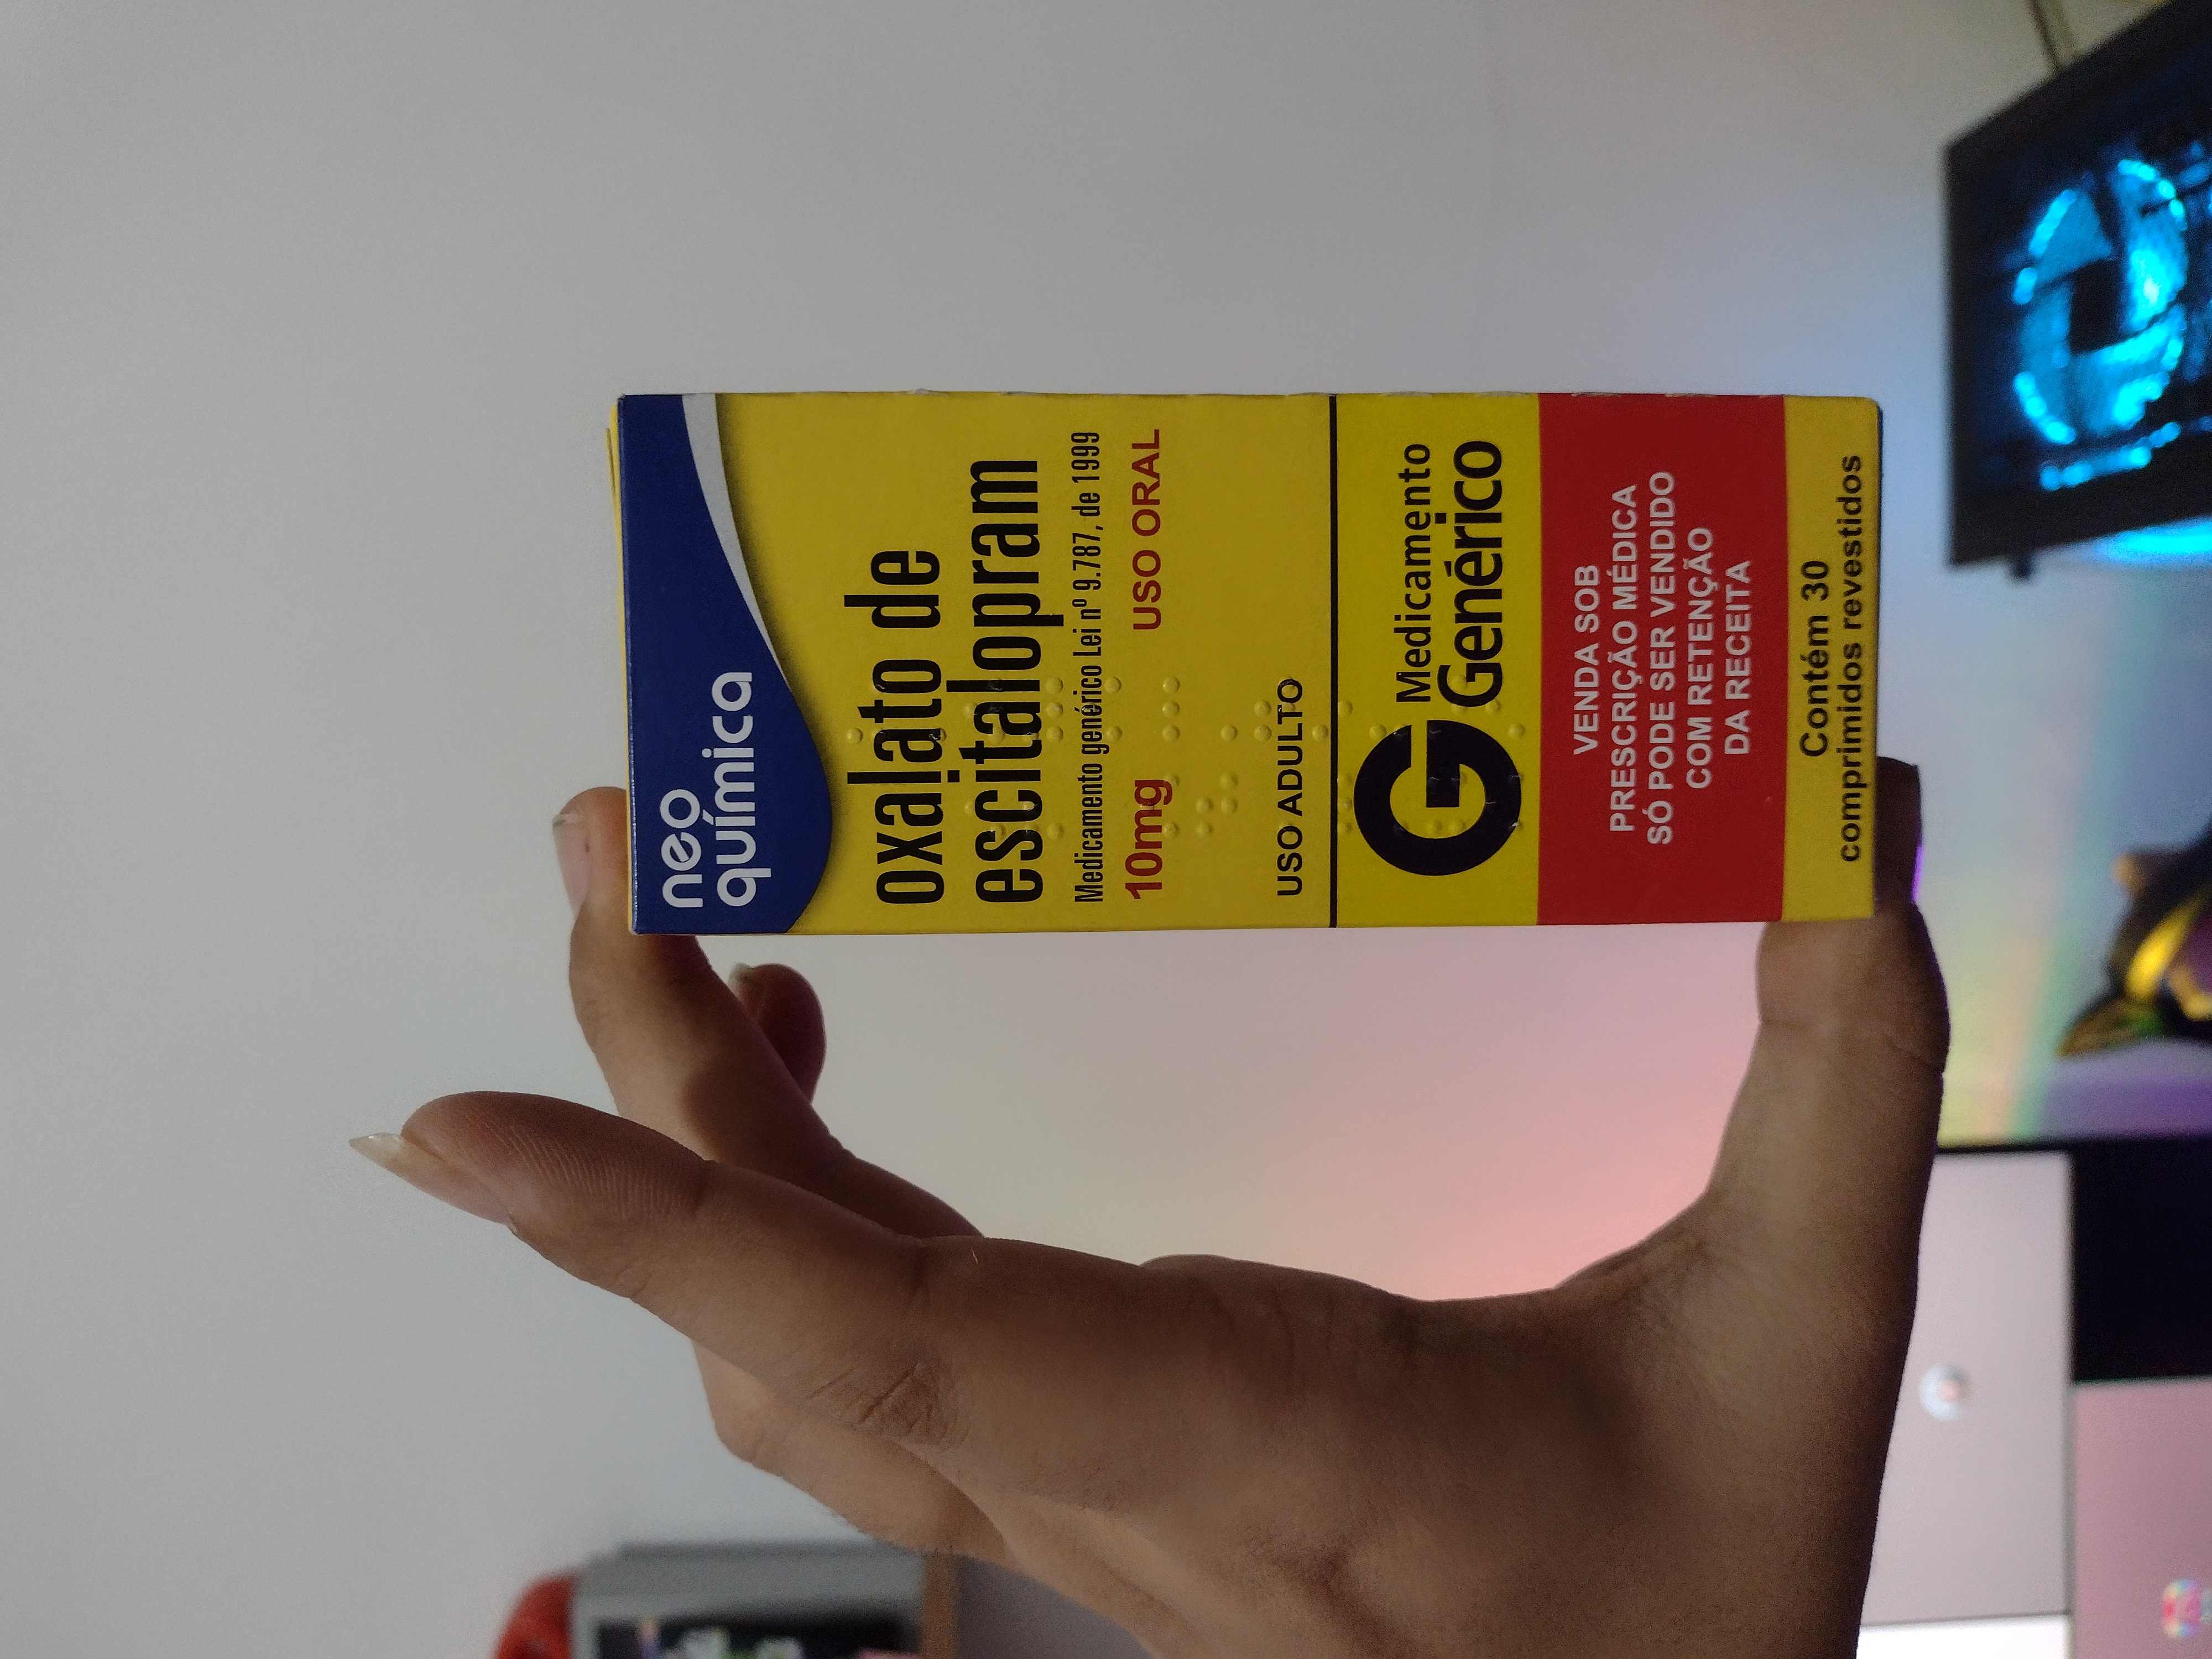 neo
química
oxalato de
escitalopram
Medicamento genérico Lei nº 9.787, de 1999
10mg USO ORAL
USO ADULTO
G Medicamento
Genérico
VENDA SOB
PRESCRIÇÃO MÉDICA
SÓ PODE SER VENDIDO
COM RETENÇÃO
DA RECEITA
Contém 30
comprimidos revestidos